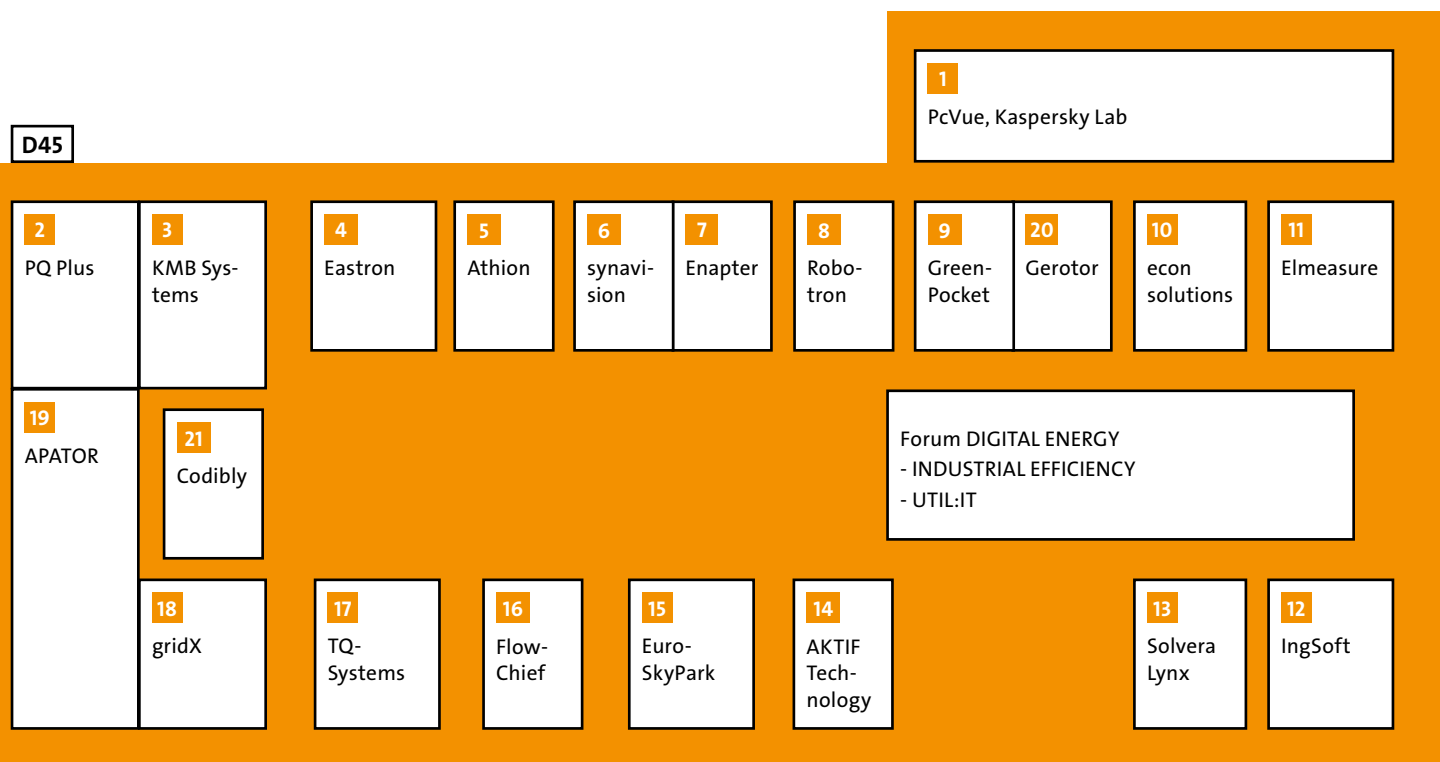 1
PcVue, Kaspersky Lab
D45
2
PQ Plus
3
KMB Sys-
tems
4
Eastron
5
Athion
6
synavi-
sion
7
Enapter
8
Robo-
tron
9
Green-
Pocket
20
Gerotor
10
econ
solutions
11
Elmeasure
19
APATOR
21
Codibly
Forum DIGITAL ENERGY
- INDUSTRIAL EFFICIENCY
- UTIL:IT
18
gridX
17
TQ-
Systems
16
Flow-
Chief
15
Euro-
SkyPark
14
AKTIF
Tech-
nology
13
Solvera
Lynx
12
IngSoft